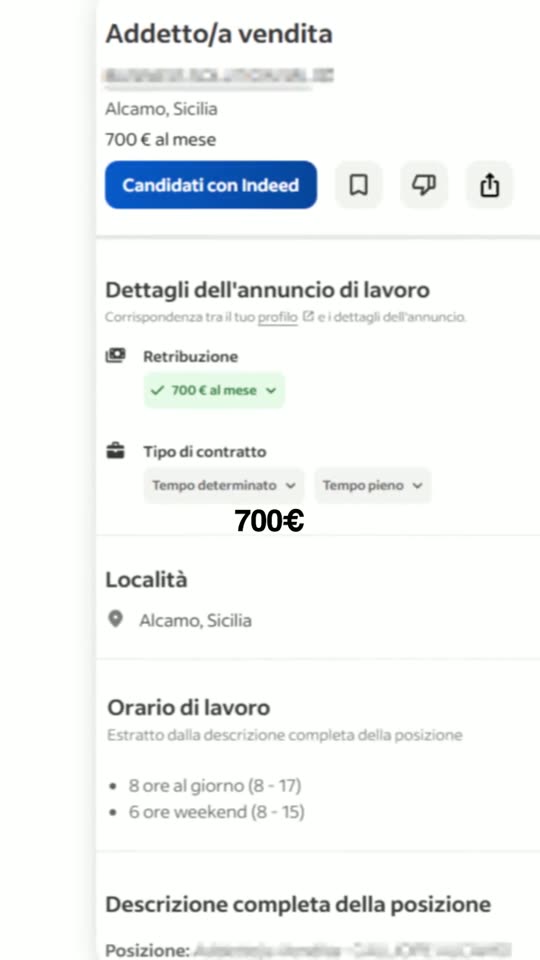 Addetto/a vendita
Alcamo, Sicilia
700 € al mese
Candidati con Indeed
Dettagli dell'annuncio di lavoro
Corrispondenza tra il tuo profilo e i dettagli dell'annuncio.
Retribuzione
700 € al mese
Tipo di contratto
Tempo determinato Tempo pieno
700€
Località
Alcamo, Sicilia
Orario di lavoro
Estratto dalla descrizione completa della posizione
• 8 ore al giorno (8 - 17)
• 6 ore weekend (8 - 15)
Descrizione completa della posizione
Posizione: